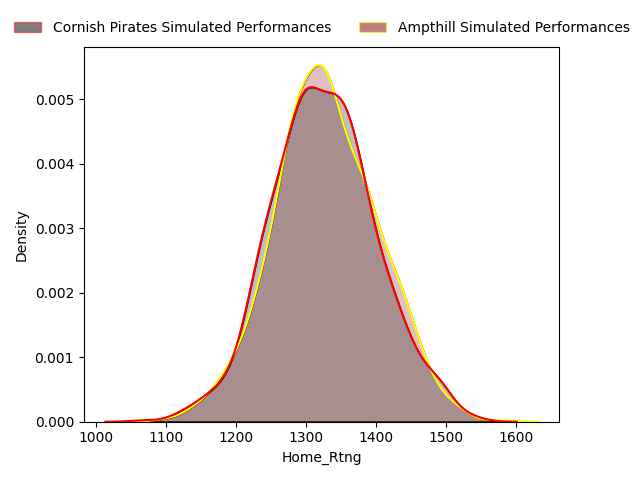 Cornish Pirates Simulated Performances Ampthill Simulated Performances
0.005
0.004
0.003
0.002
0.001
0.000
Density
1000 1100 1200 1300 1400 1500 1600
Home_Rtng